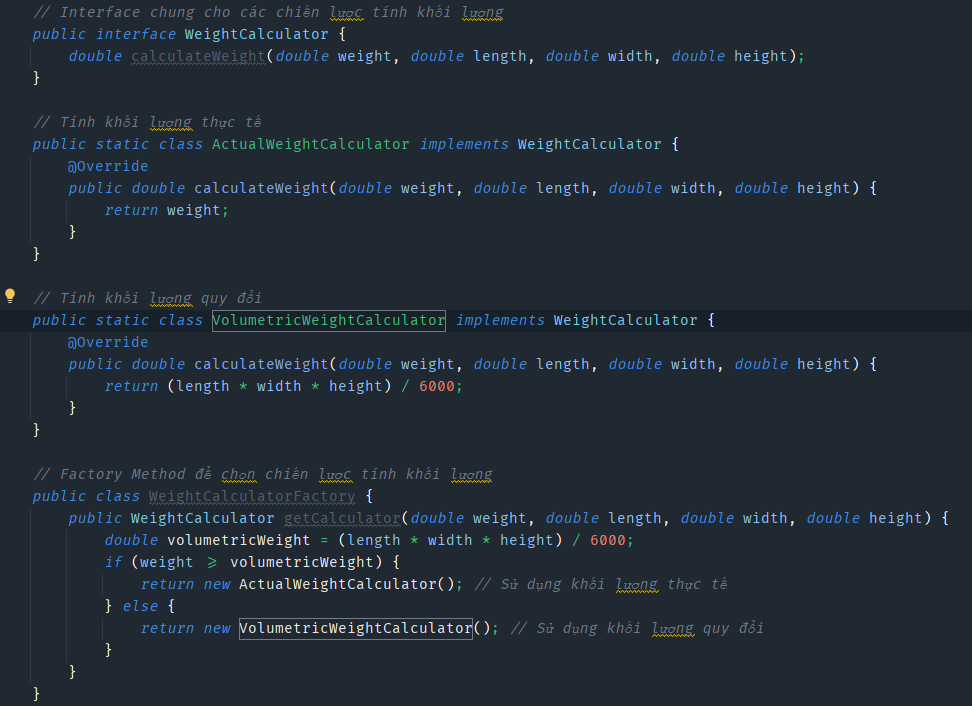 // Interface chung cho các chiến lược tính khối lượng
public interface WeightCalculator {
    double calculateWeight(double weight, double length, double width, double height);
}

// Tính khối lượng thực tế
public static class ActualWeightCalculator implements WeightCalculator {
    @Override
    public double calculateWeight(double weight, double length, double width, double height) {
        return weight;
    }
}

// Tính khối lượng quy đổi
public static class VolumetricWeightCalculator implements WeightCalculator {
    @Override
    public double calculateWeight(double weight, double length, double width, double height) {
        return (length * width * height) / 6000;
    }
}

// Factory Method để chọn chiến lược tính khối lượng
public class WeightCalculatorFactory {
    public WeightCalculator getCalculator(double weight, double length, double width, double height) {
        double volumetricWeight = (length * width * height) / 6000;
        if (weight ⩾ volumetricWeight) {
            return new ActualWeightCalculator(); // Sử dụng khối lượng thực tế
        } else {
            return new VolumetricWeightCalculator(); // Sử dụng khối lượng quy đổi
        }
    }
}